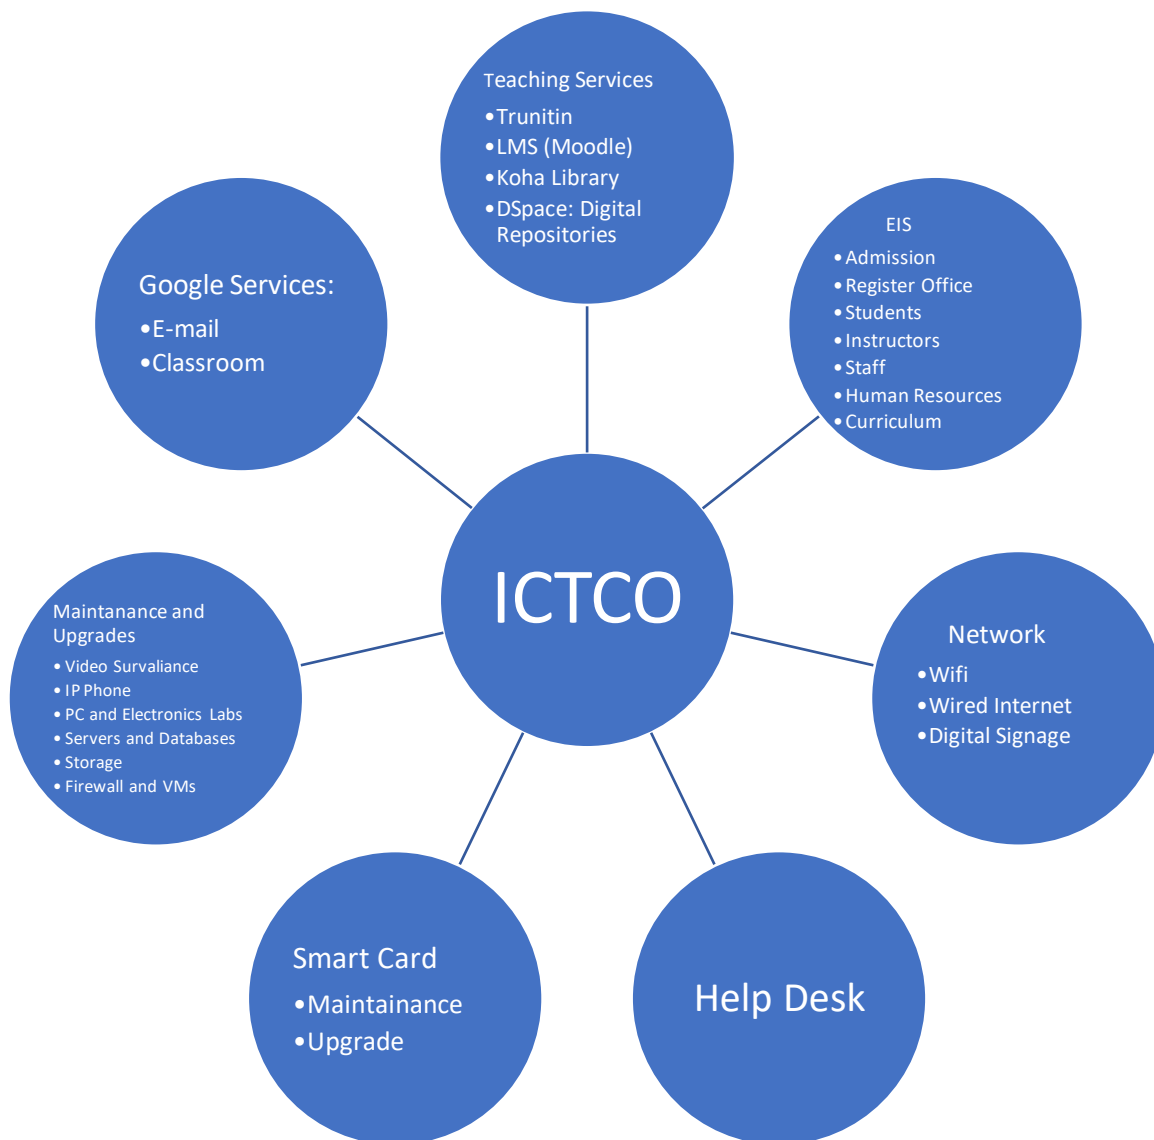 Teaching Services
•Trunitin
•LMS (Moodle)
•Koha Library
•DSpace: Digital
Repositories
EIS
•Admission
•Register Office
•Students
•Instructors
•Staff
•Human Resources
•Curriculum
Google Services:
•E-mail
•Classroom
ICTCO
Maintanance and
Upgrades
•Video Survaliance
•IP Phone
•PC and Electronics Labs
•Servers and Databases
•Storage
•Firewall and VMs
Network
•Wifi
•Wired Internet
•Digital Signage
Smart Card
•Maintainance
•Upgrade
Help Desk